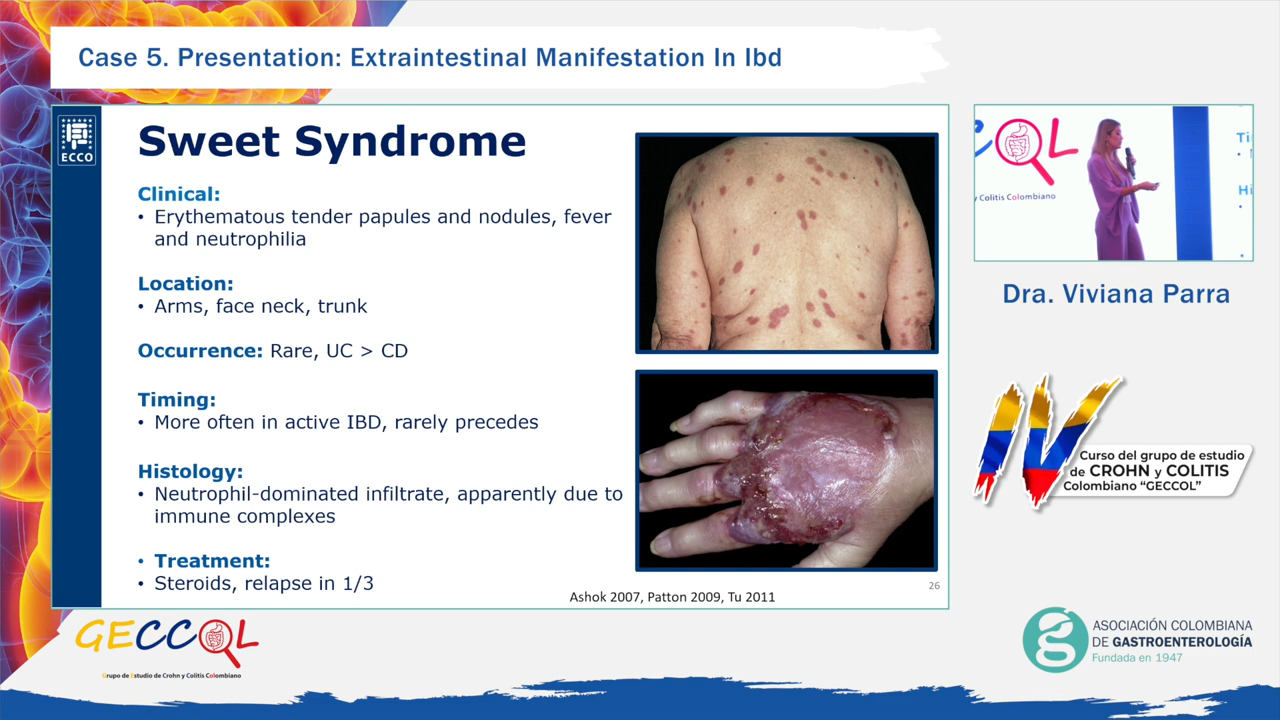 Case 5. Presentation: Extraintestinal Manifestation In Ibd
ECCO
Sweet Syndrome
Clinical:
• Erythematous tender papules and nodules, fever
and neutrophilia
Location:
• Arms, face neck, trunk
Occurrence: Rare, UC > CD
Timing:
• More often in active IBD, rarely precedes
Histology:
• Neutrophil-dominated infiltrate, apparently due to
immune complexes
• Treatment:
• Steroids, relapse in 1/3
Ashok 2007, Patton 2009, Tu 2011
26
C OL
y Colitis Colombiano
Ti
Hi
Dra. Viviana Parra
IV
Curso del grupo de estudio
de CROHN y COLITIS
Colombiano “GECCOL”
GECCOL
Grupo de Estudio de Crohn y Colitis Colombiano
ASOCIACIÓN COLOMBIANA
DE GASTROENTEROLOGÍA
Fundada en 1947